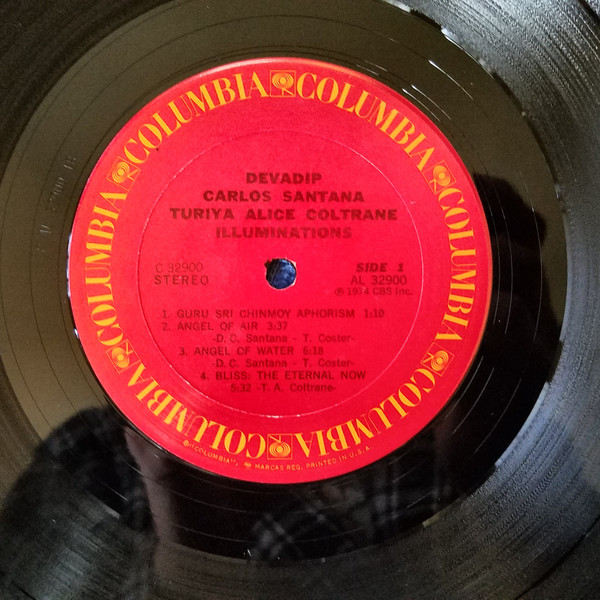 COLUMBIA COLUMBIA COLUMBIA COLUMBIA COLUMBIA COLUMBIA COLUMBIA
DEVADIP
CARLOS SANTANA
TURIYA ALICE COLTRANE
ILLUMINATIONS
C 32900
STEREO
SIDE 1
AL 32900
℗ 1974 CBS Inc.
1. GURU SRI CHINMOY APHORISM 1:10
2. ANGEL OF AIR 3:37
-D. C. Santana - T. Coster-
3. ANGEL OF WATER 6:18
-D. C. Santana - T. Coster-
4. BLISS: THE ETERNAL NOW
5:32 -T. A. Coltrane-
"COLUMBIA", MARCAS REG. PRINTED IN U.S.A.